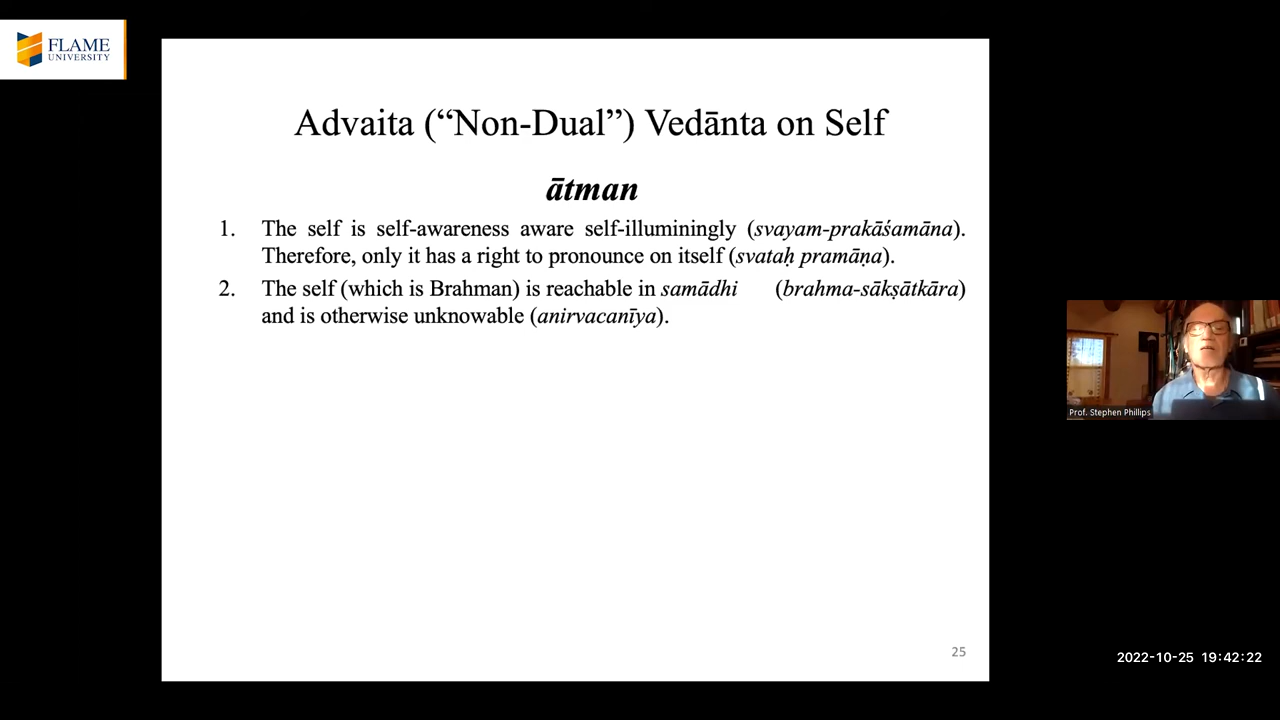 FLAME
UNIVERSITY
Advaita (“Non-Dual”) Vedānta on Self
ātman
1. The self is self-awareness aware self-illuminingly (svayam-prakāśamāna).
Therefore, only it has a right to pronounce on itself (svataḥ pramāṇa).
2. The self (which is Brahman) is reachable in samādhi (brahma-sākṣātkāra)
and is otherwise unknowable (anirvacanīya).
Prof. Stephen Phillips
25
2022-10-25 19:42:22